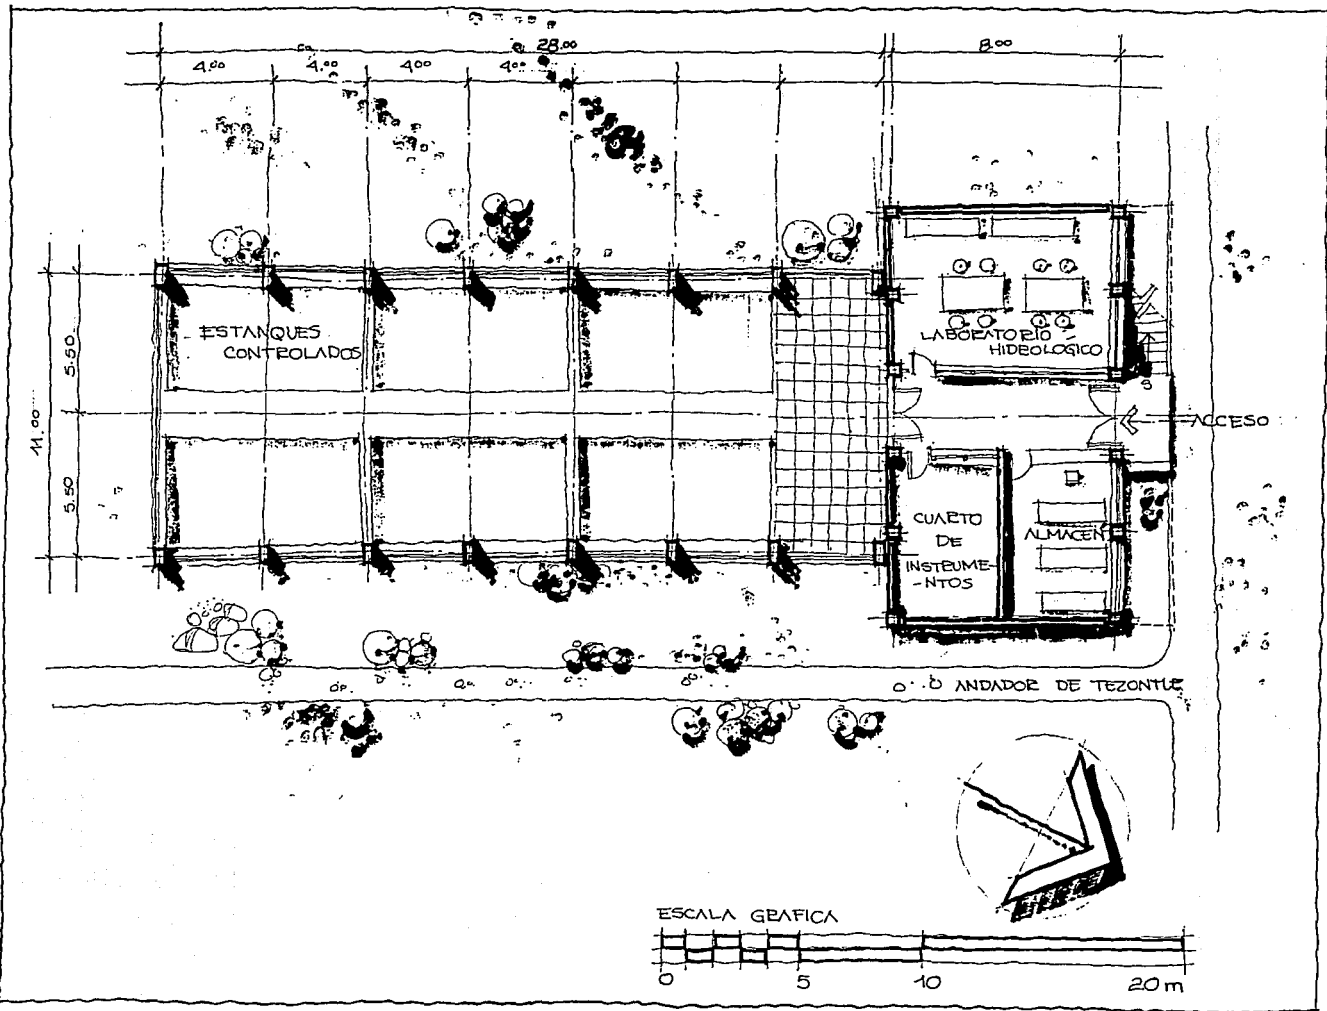 28.00
8.00
4.00 4.00 4.00 4.00
ESTANQUES
CONTROLADOS
5.50
11.00
5.50
LABORATORIO
HIDROLOGICO
ACCESO
CUARTO
DE
INSTRUME-
-NTOS
ALMACEN
ANDADOR DE TEZONTLE
ESCALA GRAFICA
0 5 10 20 m